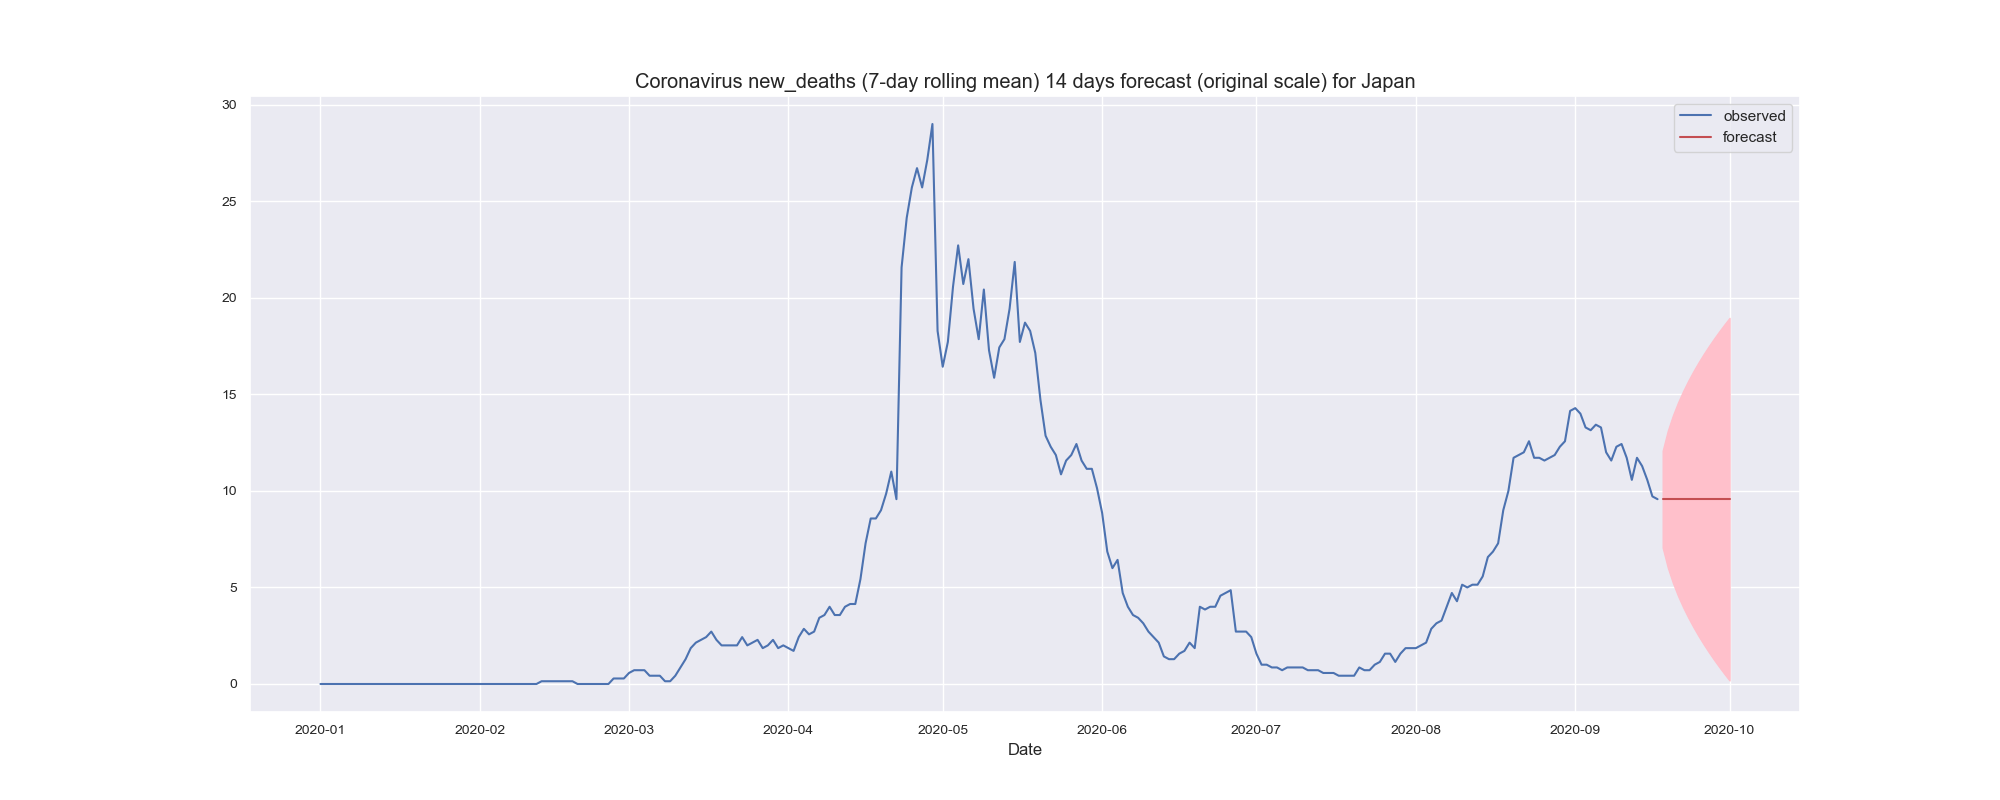 Coronavirus new_deaths (7-day rolling mean) 14 days forecast (original scale) for Japan
30
25
20
15
10
5
0
observed
forecast
2020-01 2020-02 2020-03 2020-04 2020-05 2020-06 2020-07 2020-08 2020-09 2020-10
Date